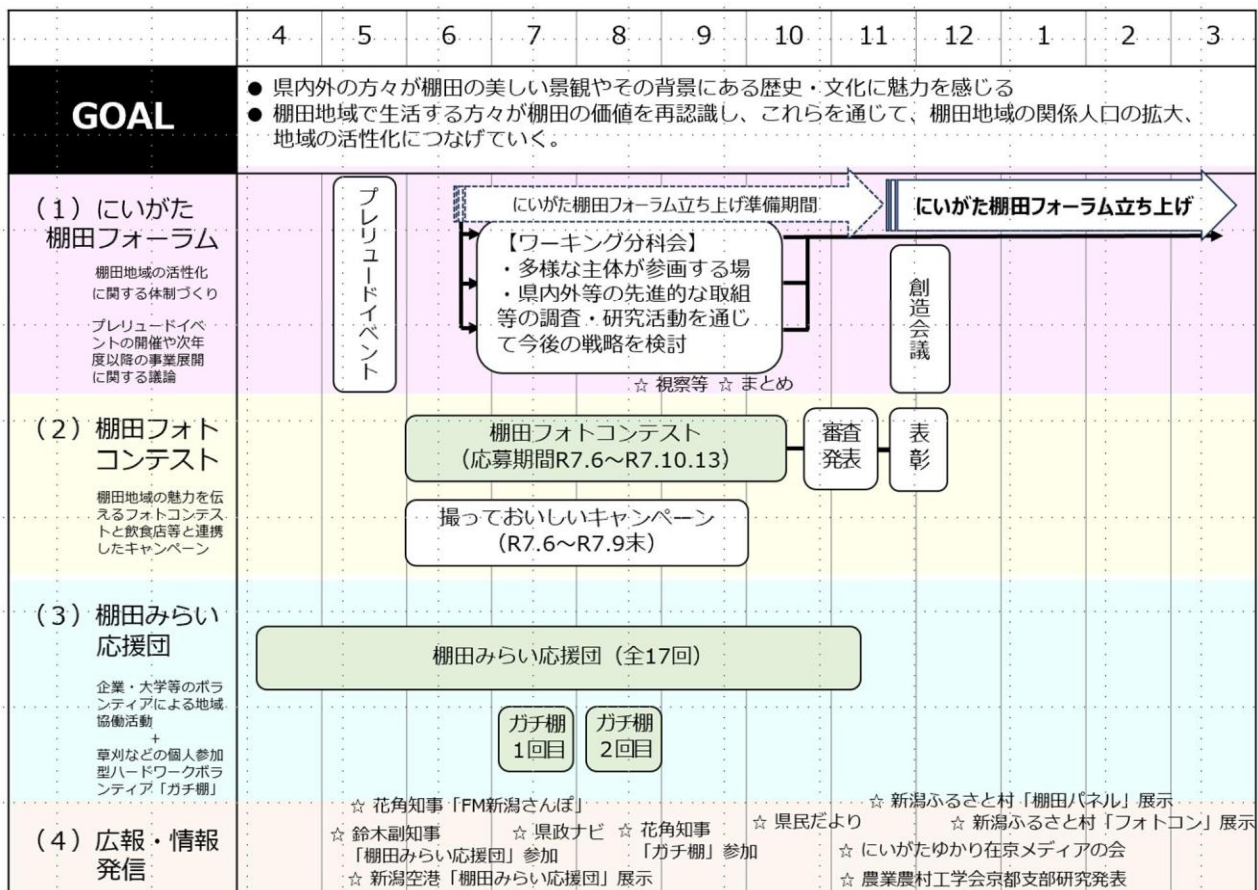 4 5 6 7 8 9 10 11 12 1 2 3
GOAL
● 県内外の方々が棚田の美しい景観やその背景にある歴史・文化に魅力を感じる
● 棚田地域で生活する方々が棚田の価値を再認識し、これらを通じて、棚田地域の関係人口の拡大、
地域の活性化につなげていく。
（1）にいがた
棚田フォーラム
棚田地域の活性化
に関する体制づくり
プレリュードイベ
ントの開催や次年
度以降の事業展開
に関する議論
プレリュードイベント
にいがた棚田フォーラム立ち上げ準備期間
にいがた棚田フォーラム立ち上げ
【ワーキング分科会】
・多様な主体が参画する場
・県内外等の先進的な取組
等の調査・研究活動を通じ
て今後の戦略を検討
☆ 視察等 ☆ まとめ
創造会議
（2）棚田フォト
コンテスト
棚田地域の魅力を伝
えるフォトコンテス
トと飲食店等と連携
したキャンペーン
棚田フォトコンテスト
（応募期間R7.6～R7.10.13）
審査
発表
表彰
撮っておいしいキャンペーン
（R7.6～R7.9末）
（3）棚田みらい
応援団
企業・大学等のボラ
ンティアによる地域
協働活動
+
草刈などの個人参加
型ハードワークボラ
ンティア「ガチ棚」
棚田みらい応援団（全17回）
ガチ棚
1回目
ガチ棚
2回目
（4）広報・情報
発信
☆ 花角知事「FM新潟さんぽ」
☆ 鈴木副知事
「棚田みらい応援団」参加
☆ 新潟空港「棚田みらい応援団」展示
☆ 県政ナビ
☆ 花角知事
「ガチ棚」参加
☆ 県民だより
☆ 新潟ふるさと村「棚田パネル」展示
☆ 新潟ふるさと村「フォトコン」展示
☆ にいがたゆかり在京メディアの会
☆ 農業農村工学会京都支部研究発表